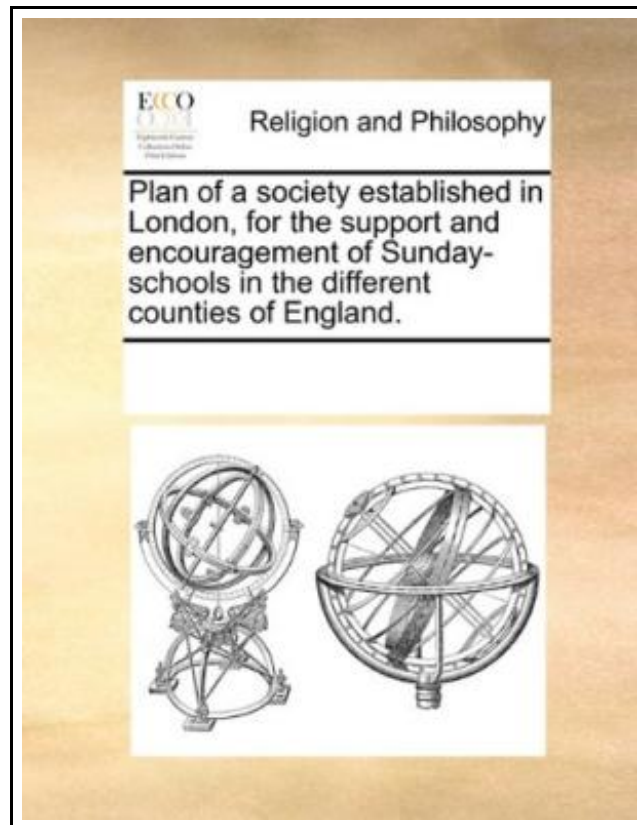 ECCO
Religion and Philosophy
Plan of a society established in
London, for the support and
encouragement of Sunday-
schools in the different
counties of England.